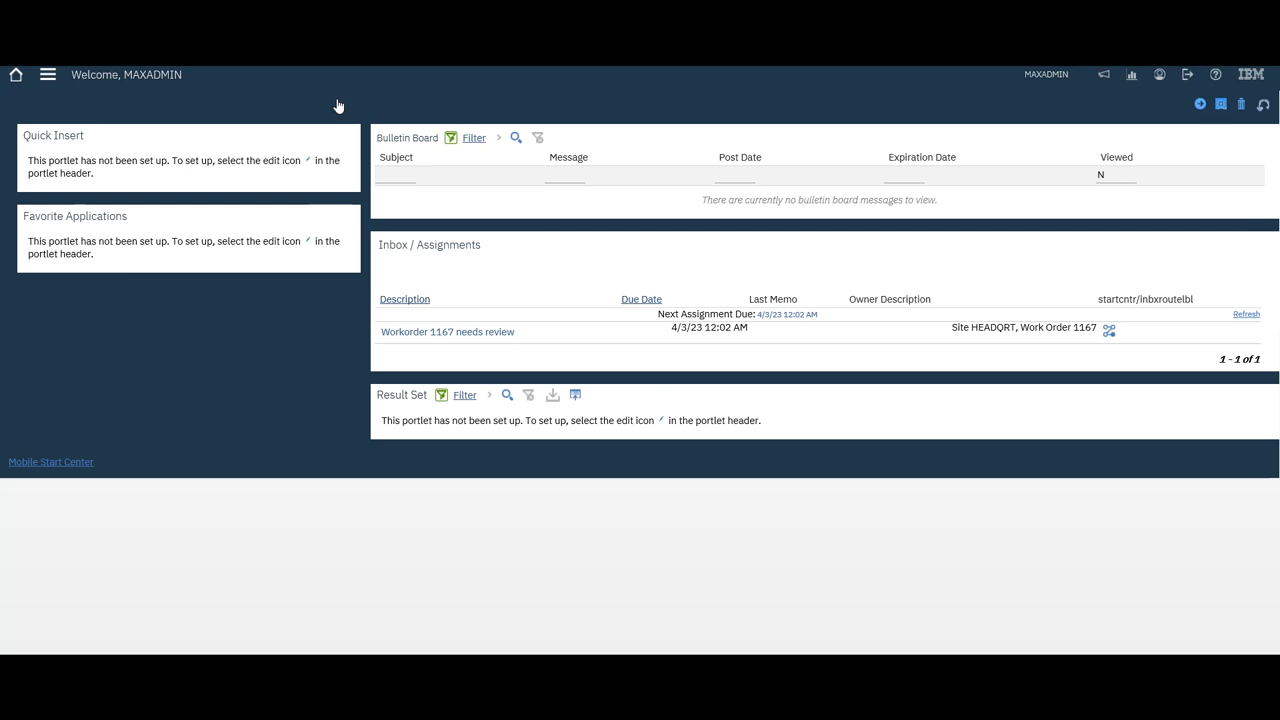 Welcome, MAXADMIN
MAXADMIN
IBM
Quick Insert
This portlet has not been set up. To set up, select the edit icon in the
portlet header.
Favorite Applications
This portlet has not been set up. To set up, select the edit icon in the
portlet header.
Bulletin Board Filter
Subject Message Post Date Expiration Date Viewed
N
There are currently no bulletin board messages to view.
Inbox / Assignments
Description Due Date Last Memo Owner Description startcntr/inbxroutelbl
Next Assignment Due: 4/3/23 12:02 AM Refresh
Workorder 1167 needs review 4/3/23 12:02 AM Site HEADQRT, Work Order 1167
1 - 1 of 1
Result Set Filter
This portlet has not been set up. To set up, select the edit icon in the portlet header.
Mobile Start Center